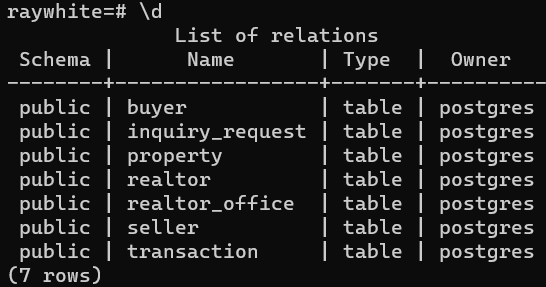 raywhite=# \d
              List of relations
 Schema |      Name       | Type  |  Owner
--------+-----------------+-------+----------
 public | buyer           | table | postgres
 public | inquiry_request | table | postgres
 public | property        | table | postgres
 public | realtor         | table | postgres
 public | realtor_office  | table | postgres
 public | seller          | table | postgres
 public | transaction     | table | postgres
(7 rows)